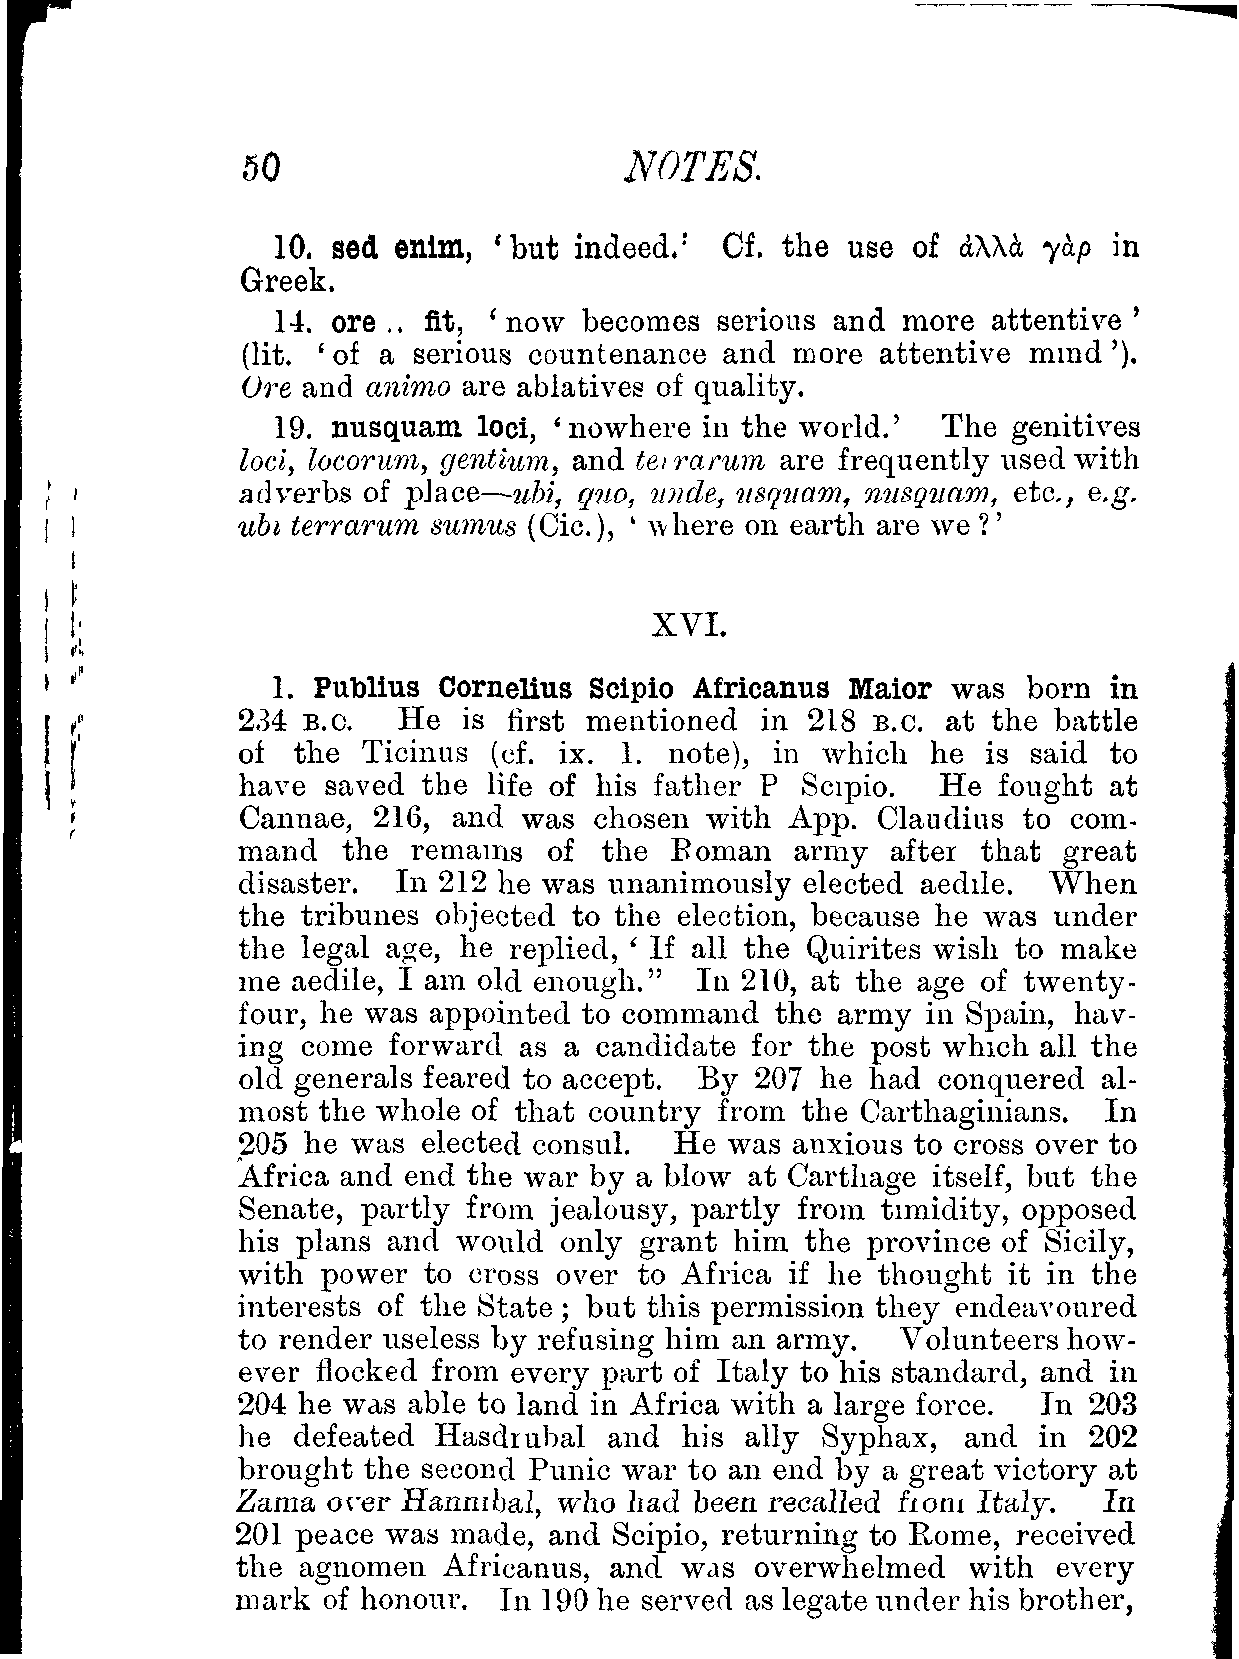 50 NOTES.
10. sed enim, ‘but indeed.’ Cf. the use of ἀλλὰ γὰρ in
Greek.
14. ore .. fit, ‘now becomes serious and more attentive’
(lit. ‘of a serious countenance and more attentive mind’).
Ore and animo are ablatives of quality.
19. nusquam loci, ‘nowhere in the world.’ The genitives
loci, locorum, gentium, and terrarum are frequently used with
adverbs of place—ubi, quo, unde, usquam, nusquam, etc., e.g.
ubi terrarum sumus (Cic.), ‘where on earth are we?’
XVI.
1. Publius Cornelius Scipio Africanus Maior was born in
234 B.C. He is first mentioned in 218 B.C. at the battle
of the Ticinus (cf. ix. 1. note), in which he is said to
have saved the life of his father P Scipio. He fought at
Cannae, 216, and was chosen with App. Claudius to com-
mand the remains of the Roman army after that great
disaster. In 212 he was unanimously elected aedile. When
the tribunes objected to the election, because he was under
the legal age, he replied, ‘If all the Quirites wish to make
me aedile, I am old enough.” In 210, at the age of twenty-
four, he was appointed to command the army in Spain, hav-
ing come forward as a candidate for the post which all the
old generals feared to accept. By 207 he had conquered al-
most the whole of that country from the Carthaginians. In
205 he was elected consul. He was anxious to cross over to
Africa and end the war by a blow at Carthage itself, but the
Senate, partly from jealousy, partly from timidity, opposed
his plans and would only grant him the province of Sicily,
with power to cross over to Africa if he thought it in the
interests of the State; but this permission they endeavoured
to render useless by refusing him an army. Volunteers how-
ever flocked from every part of Italy to his standard, and in
204 he was able to land in Africa with a large force. In 203
he defeated Hasdrubal and his ally Syphax, and in 202
brought the second Punic war to an end by a great victory at
Zama over Hannibal, who had been recalled from Italy. In
201 peace was made, and Scipio, returning to Rome, received
the agnomen Africanus, and was overwhelmed with every
mark of honour. In 190 he served as legate under his brother,